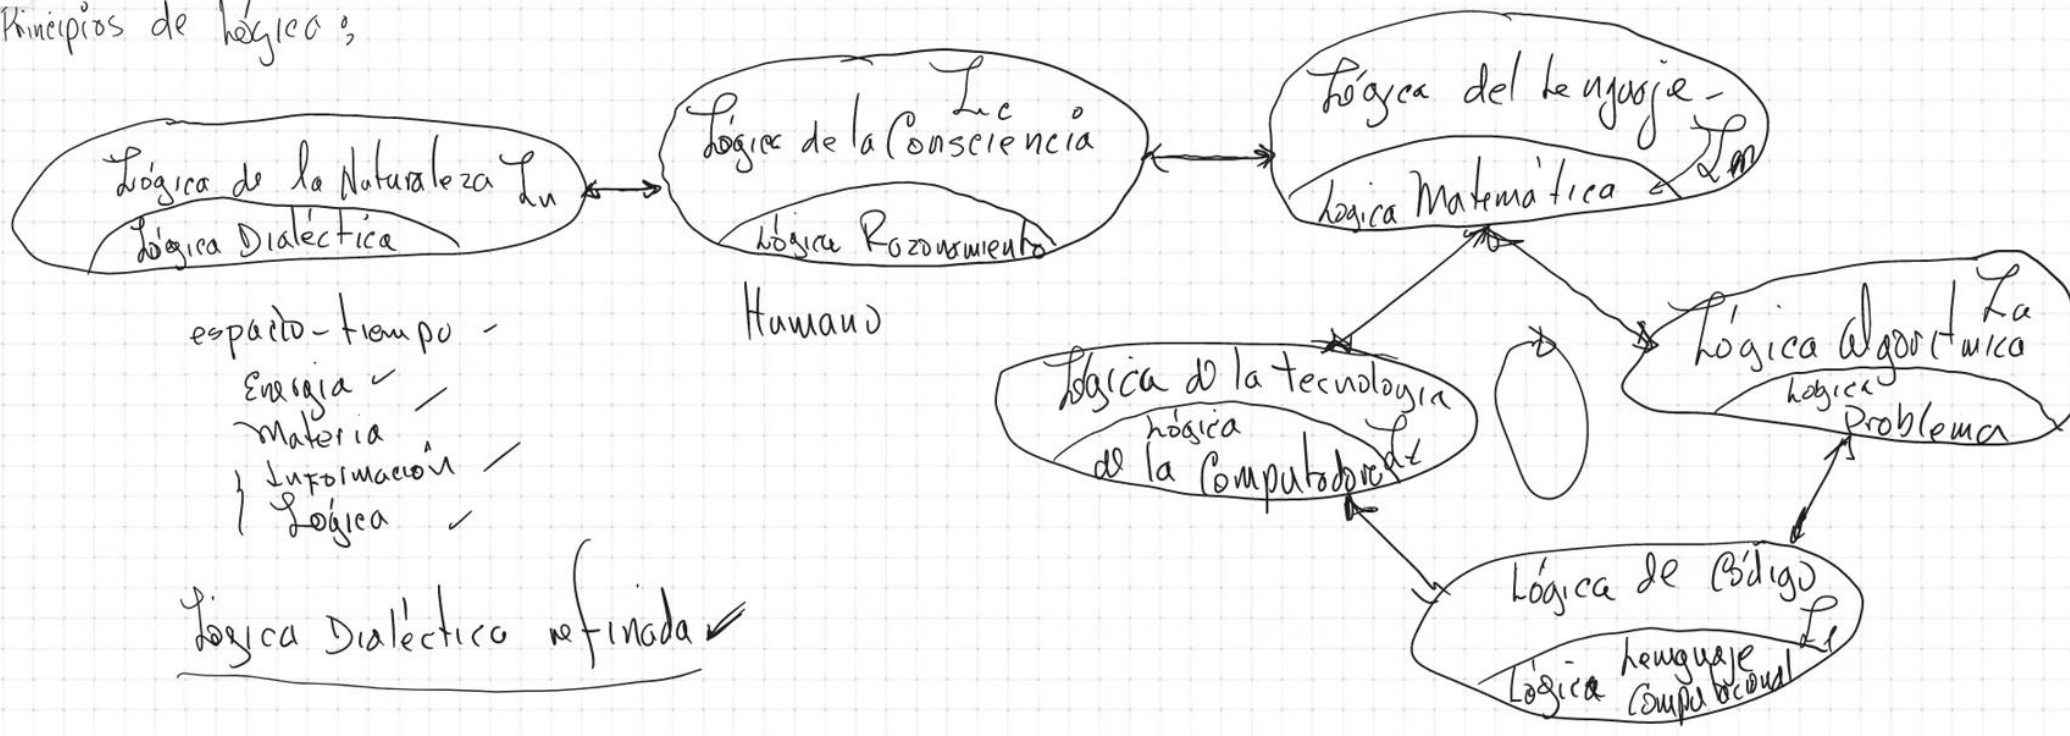 Principios de Lógica:
Lógica de la Naturaleza Ln
Lógica Dialéctica
espacio-tiempo -
Energía ✓
Materia
Información
Lógica ✓
Lógica Dialéctica refinada ✓
Lc
Lógica de la Consciencia
Lógica Razonamiento
Humano
Lógica del Lenguaje -
Lm
Lógica Matemática
Lógica d la tecnología
Lógica
Lt
de la Computadora
La
Lógica Algorítmica
Lógica
Problema
Lógica de Código
Lenguaje
Lógica Computacional